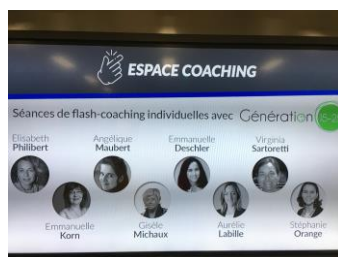 ESPACE COACHING
Séances de flash-coaching individuelles avec Génération
Elisabeth
Philibert
Angélique
Maubert
Emmanuelle
Deschler
Virginia
Sartoretti
Emmanuelle
Korn
Gisèle
Michaux
Aurélie
Labille
Stéphanie
Orange